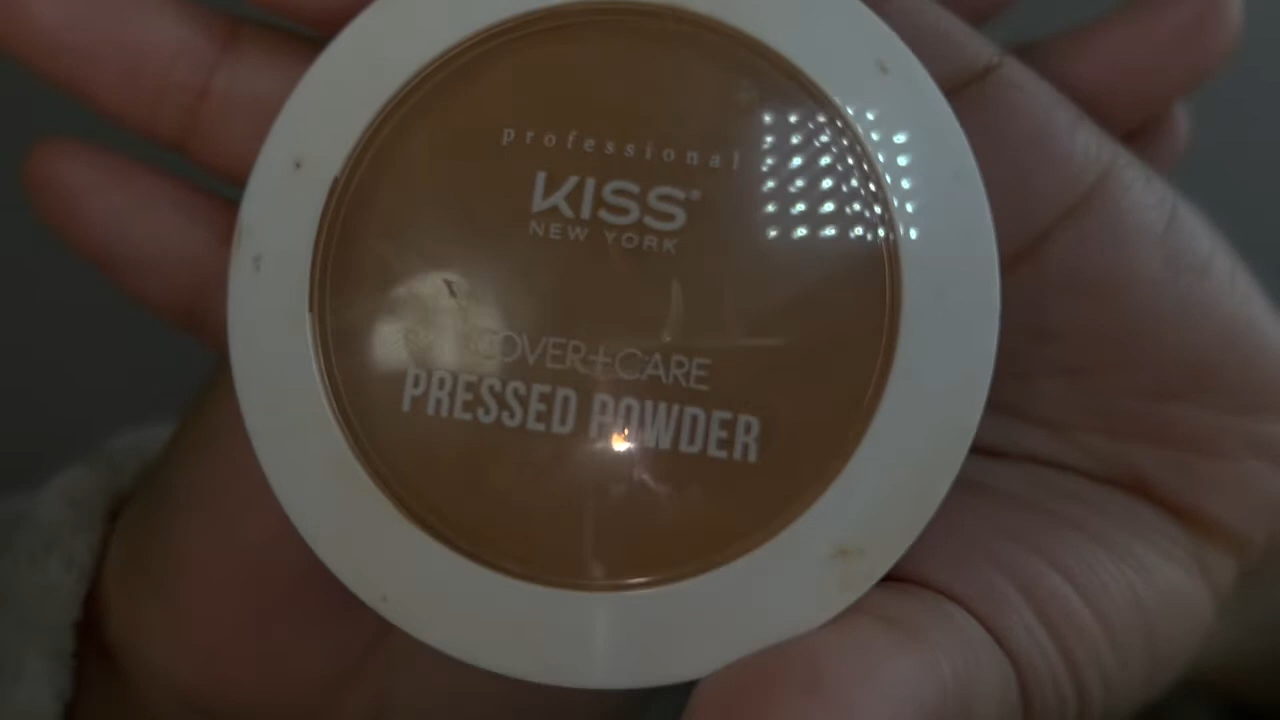 professional
KISS®
NEW YORK
COVER+CARE
PRESSED POWDER